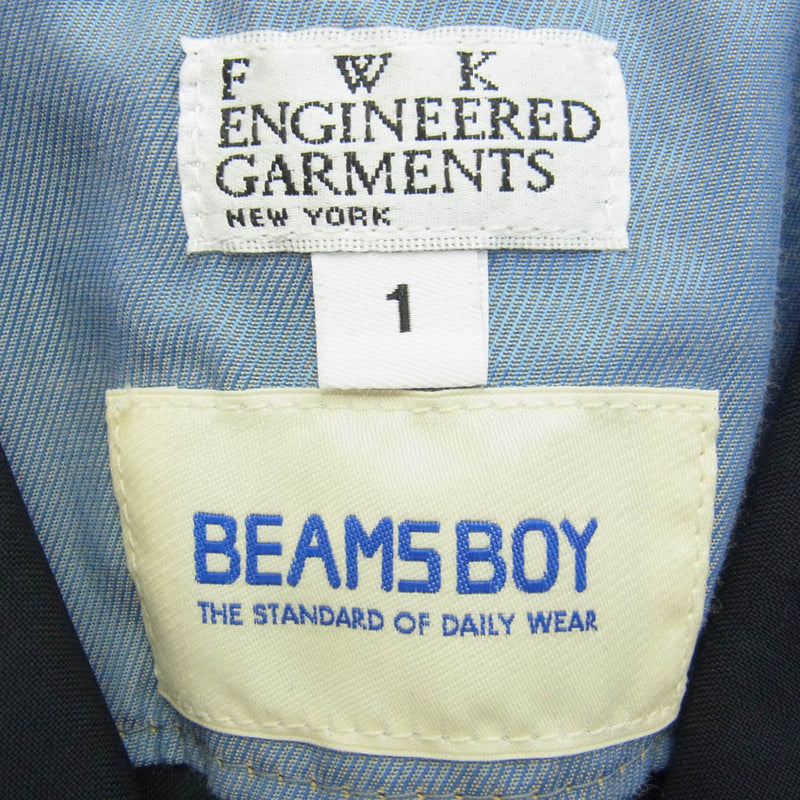 F W K
ENGINEERED
GARMENTS
NEW YORK
1
BEAMS BOY
THE STANDARD OF DAILY WEAR